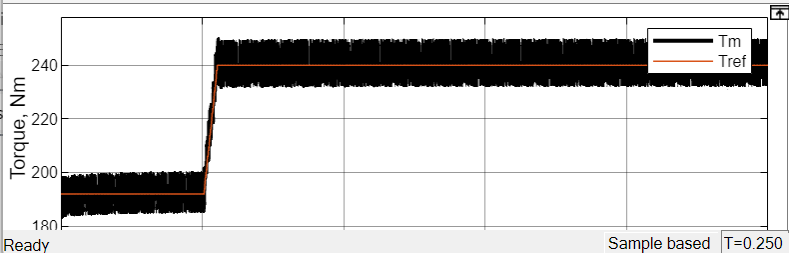 Tm
Tref
240
220
200
180
Torque, Nm
Ready
Sample based
T=0.250